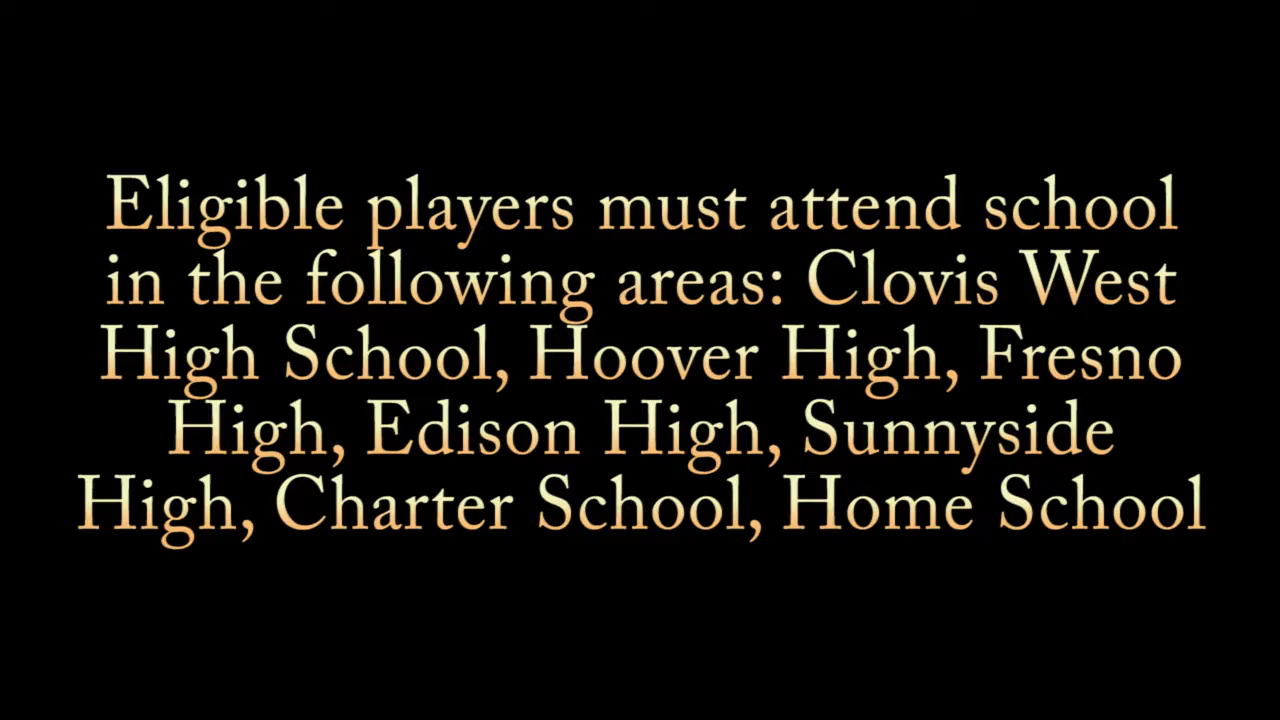 Eligible players must attend school
in the following areas: Clovis West
High School, Hoover High, Fresno
High, Edison High, Sunnyside
High, Charter School, Home School